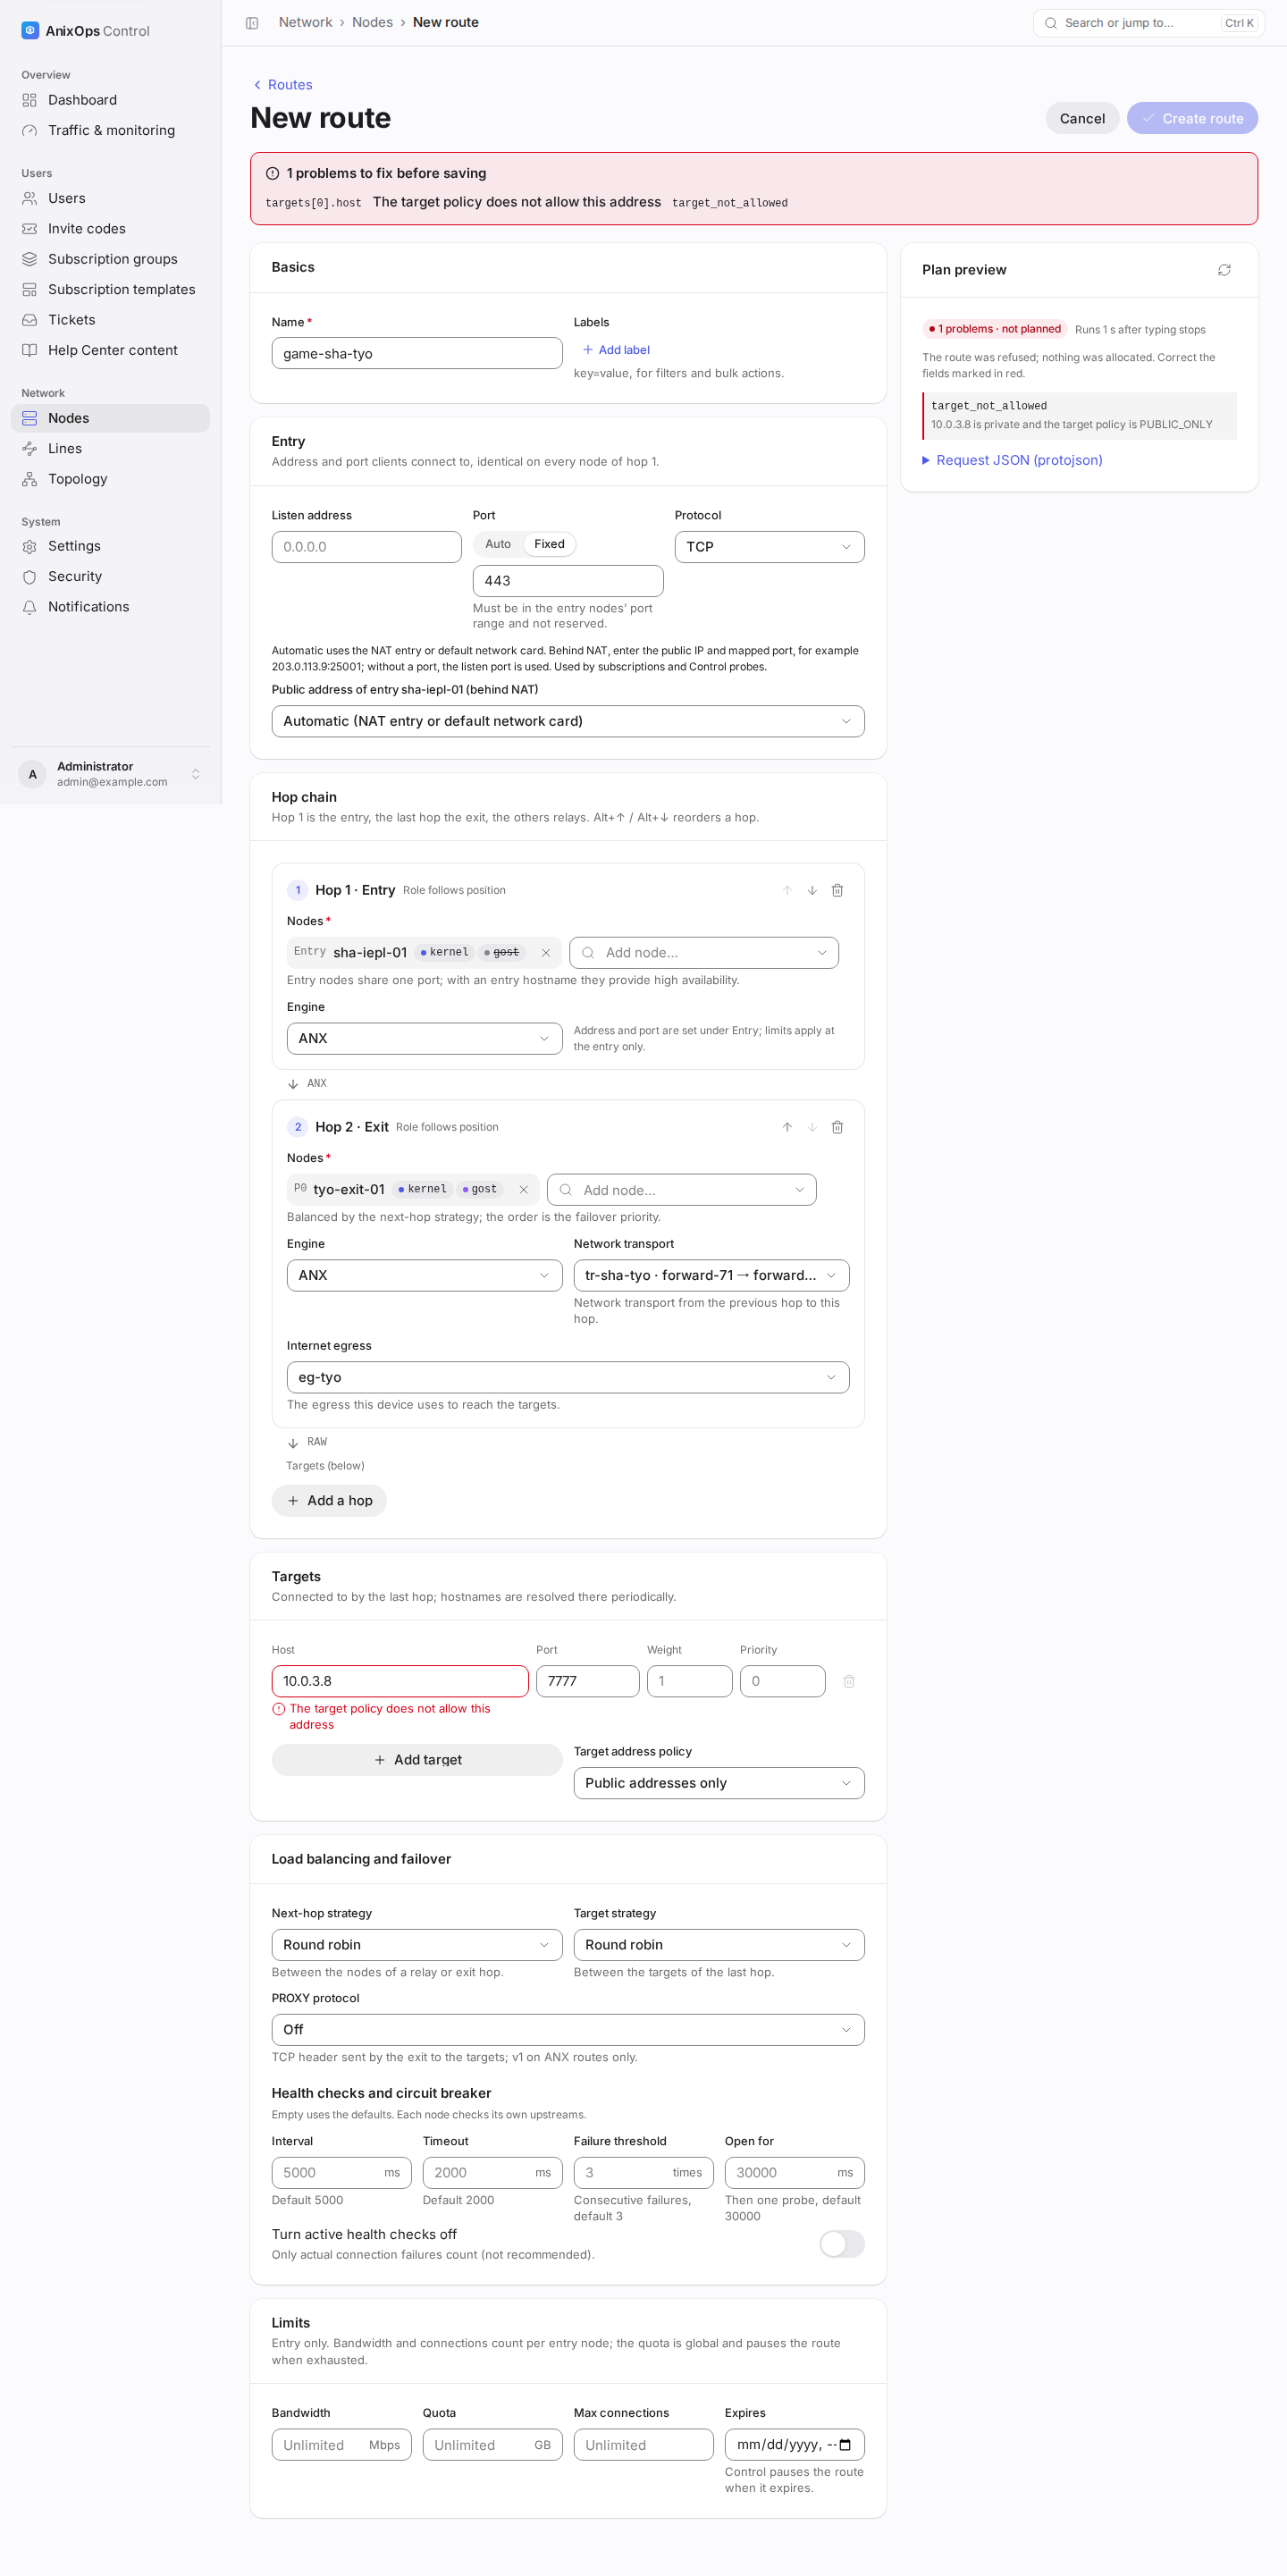 AnixOps Control
Overview
Dashboard
Traffic & monitoring
Users
Users
Invite codes
Subscription groups
Subscription templates
Tickets
Help Center content
Network
Nodes
Lines
Topology
System
Settings
Security
Notifications
A
Administrator
admin@example.com
Network › Nodes › New route
Search or jump to... Ctrl K
Routes
New route
Cancel
Create route
1 problems to fix before saving
targets[0].host The target policy does not allow this address target_not_allowed
Basics
Name*
game-sha-tyo
Labels
+ Add label
key=value, for filters and bulk actions.
Entry
Address and port clients connect to, identical on every node of hop 1.
Listen address
0.0.0.0
Port
Auto Fixed
443
Must be in the entry nodes’ port
range and not reserved.
Protocol
TCP
Automatic uses the NAT entry or default network card. Behind NAT, enter the public IP and mapped port, for example
203.0.113.9:25001; without a port, the listen port is used. Used by subscriptions and Control probes.
Public address of entry sha-iepl-01 (behind NAT)
Automatic (NAT entry or default network card)
Hop chain
Hop 1 is the entry, the last hop the exit, the others relays. Alt+↑ / Alt+↓ reorders a hop.
1 Hop 1 · Entry Role follows position
Nodes*
Entry sha-iepl-01 kernel gost
Add node...
Entry nodes share one port; with an entry hostname they provide high availability.
Engine
ANX
Address and port are set under Entry; limits apply at
the entry only.
↓ ANX
2 Hop 2 · Exit Role follows position
Nodes*
P0 tyo-exit-01 kernel gost
Add node...
Balanced by the next-hop strategy; the order is the failover priority.
Engine
ANX
Network transport
tr-sha-tyo · forward-71 → forward...
Network transport from the previous hop to this
hop.
Internet egress
eg-tyo
The egress this device uses to reach the targets.
↓ RAW
Targets (below)
+ Add a hop
Targets
Connected to by the last hop; hostnames are resolved there periodically.
Host Port Weight Priority
10.0.3.8 7777 1 0
The target policy does not allow this
address
+ Add target
Target address policy
Public addresses only
Load balancing and failover
Next-hop strategy
Round robin
Between the nodes of a relay or exit hop.
Target strategy
Round robin
Between the targets of the last hop.
PROXY protocol
Off
TCP header sent by the exit to the targets; v1 on ANX routes only.
Health checks and circuit breaker
Empty uses the defaults. Each node checks its own upstreams.
Interval
5000 ms
Default 5000
Timeout
2000 ms
Default 2000
Failure threshold
3 times
Consecutive failures,
default 3
Open for
30000 ms
Then one probe, default
30000
Turn active health checks off
Only actual connection failures count (not recommended).
Limits
Entry only. Bandwidth and connections count per entry node; the quota is global and pauses the route
when exhausted.
Bandwidth
Unlimited Mbps
Quota
Unlimited GB
Max connections
Unlimited
Expires
mm/dd/yyyy, --
Control pauses the route
when it expires.
Plan preview
1 problems · not planned Runs 1 s after typing stops
The route was refused; nothing was allocated. Correct the
fields marked in red.
target_not_allowed
10.0.3.8 is private and the target policy is PUBLIC_ONLY
Request JSON (protojson)